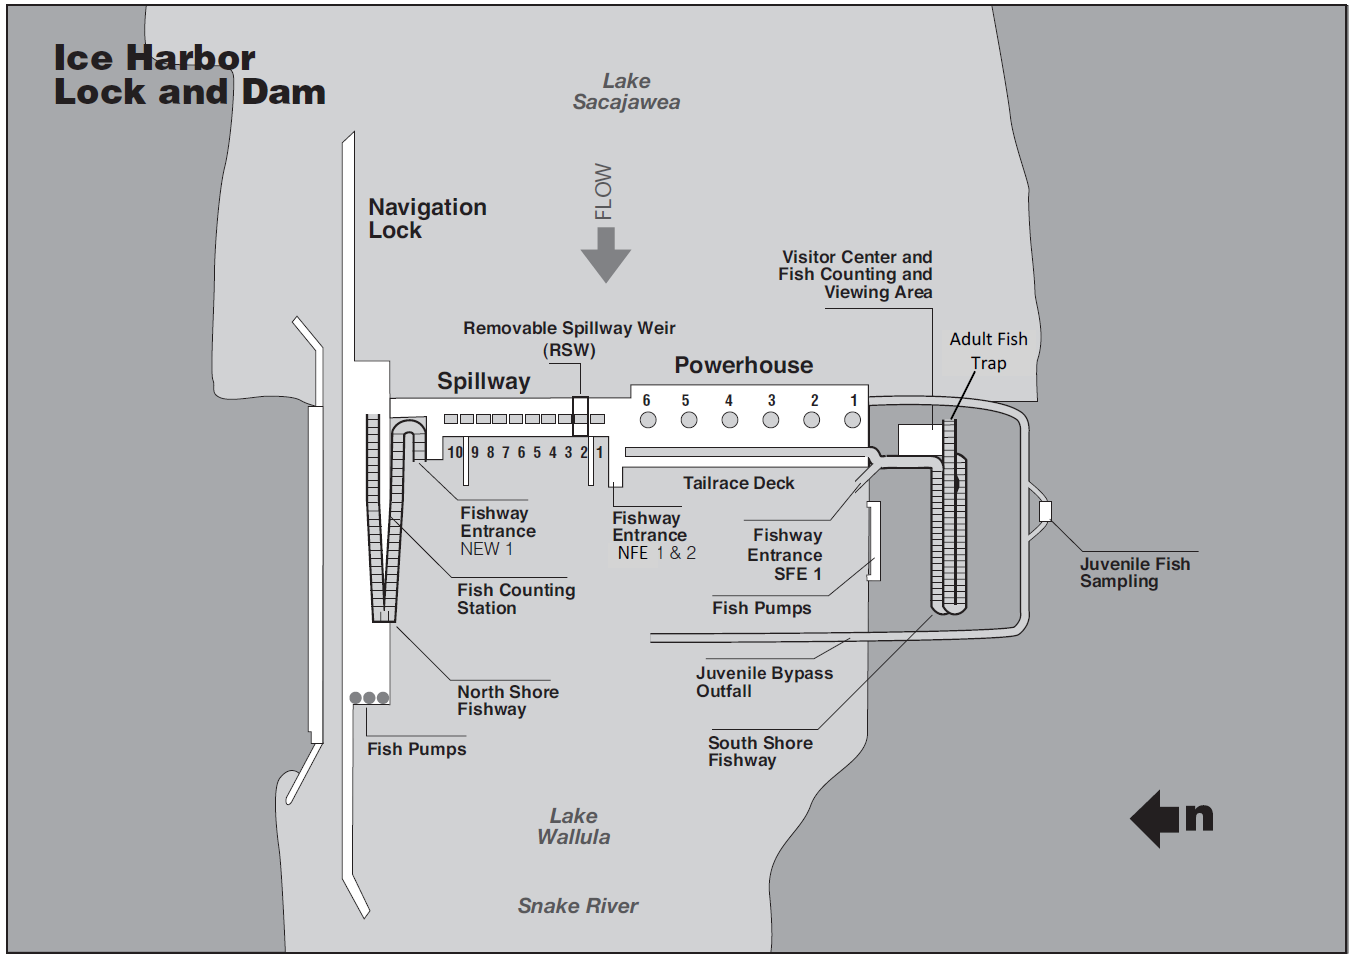 Ice Harbor
Lock and Dam
Lake
Sacajawea
FLOW
Navigation
Lock
Visitor Center and
Fish Counting and
Viewing Area
Removable Spillway Weir
(RSW)
Adult Fish
Trap
Spillway
Powerhouse
6 5 4 3 2 1
10 9 8 7 6 5 4 3 2 1
Tailrace Deck
Fishway
Entrance
NEW 1
Fishway
Entrance
NFE 1 & 2
Fishway
Entrance
SFE 1
Juvenile Fish
Sampling
Fish Counting
Station
Fish Pumps
Juvenile Bypass
Outfall
North Shore
Fishway
Fish Pumps
South Shore
Fishway
Lake
Wallula
n
Snake River